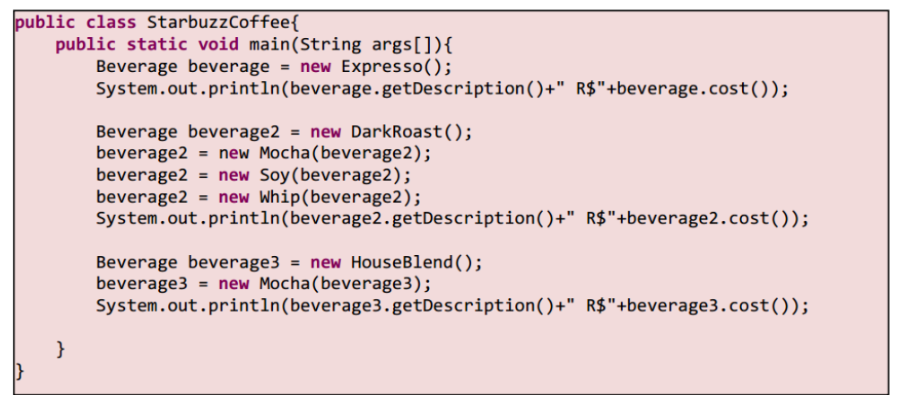 public class StarbuzzCoffee{
    public static void main(String args[]){
        Beverage beverage = new Expresso();
        System.out.println(beverage.getDescription()+" R$"+beverage.cost());

        Beverage beverage2 = new DarkRoast();
        beverage2 = new Mocha(beverage2);
        beverage2 = new Soy(beverage2);
        beverage2 = new Whip(beverage2);
        System.out.println(beverage2.getDescription()+" R$"+beverage2.cost());

        Beverage beverage3 = new HouseBlend();
        beverage3 = new Mocha(beverage3);
        System.out.println(beverage3.getDescription()+" R$"+beverage3.cost());

    }
}